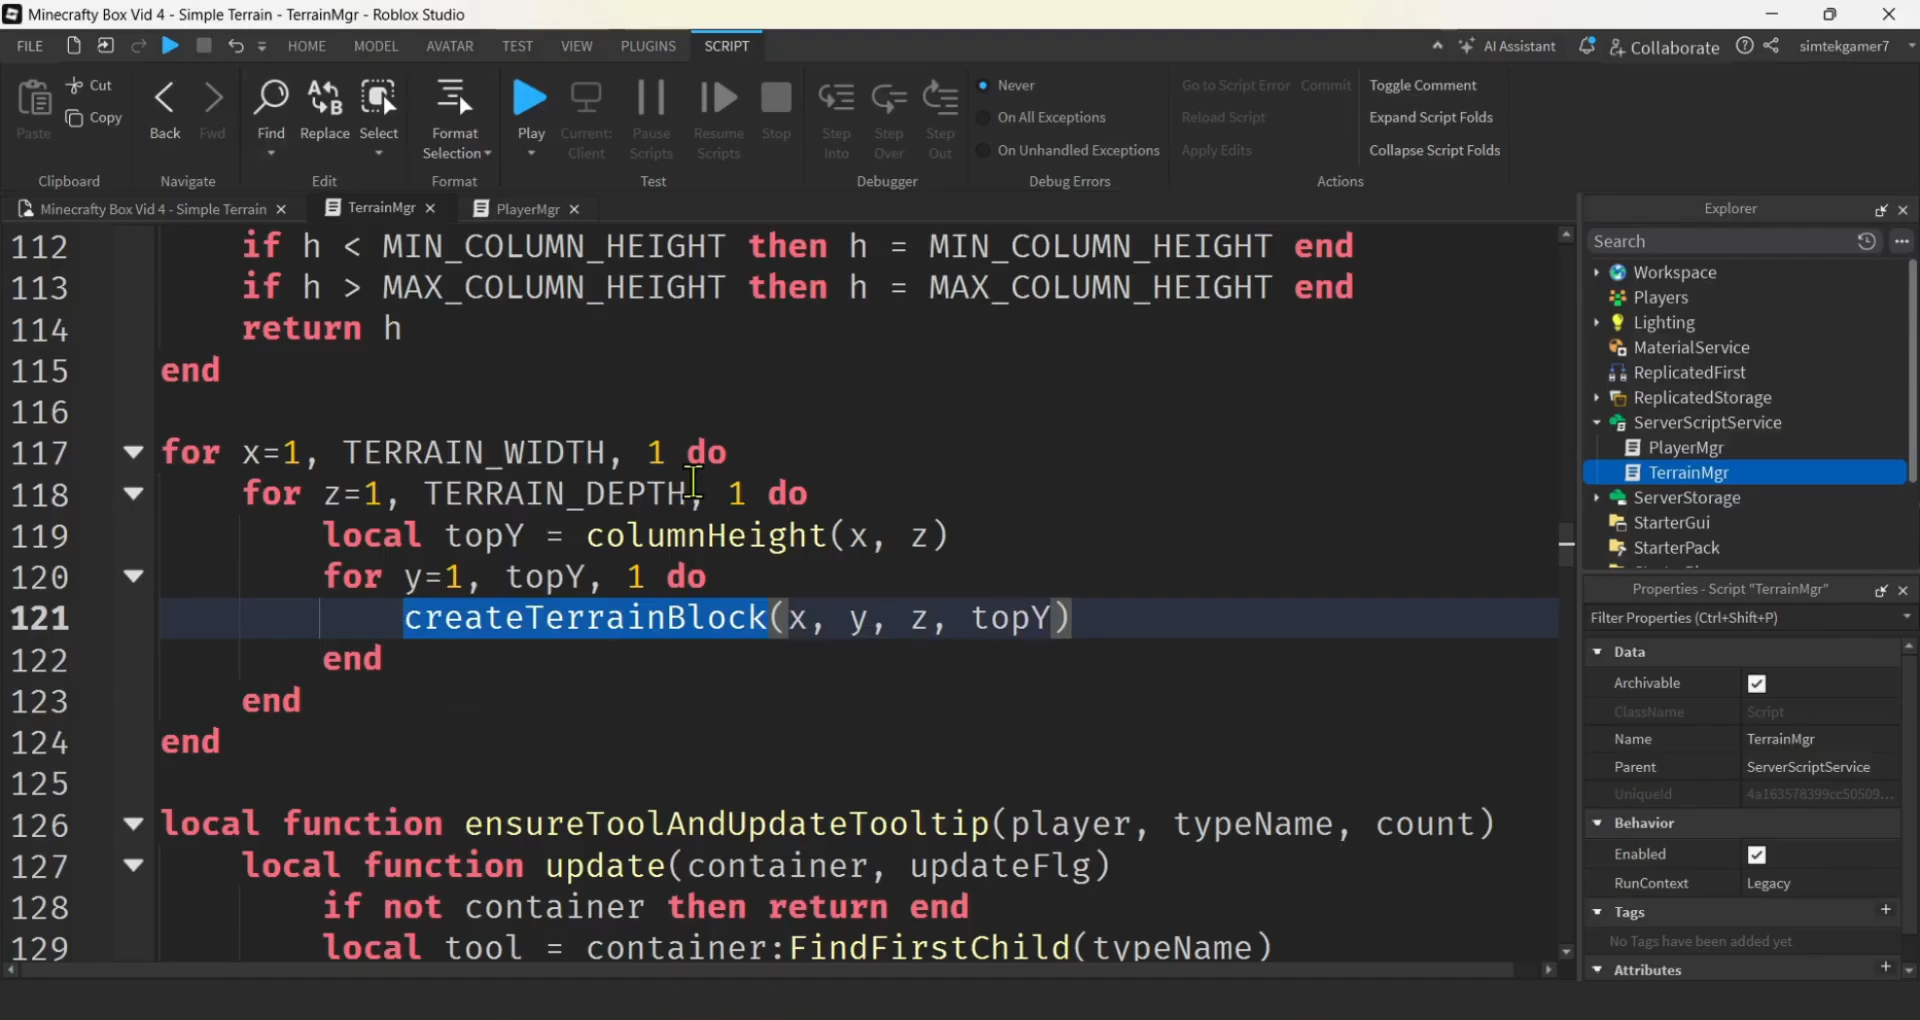 Minecrafty Box Vid 4 - Simple Terrain - TerrainMgr - Roblox Studio
FILE HOME MODEL AVATAR TEST VIEW PLUGINS SCRIPT AI Assistant Collaborate simtekgamer7
Paste Cut Copy
Clipboard
Back Fwd
Navigate
Find Replace Select
Edit
Format Selection
Format
Play Current: Client Pause Scripts Resume Scripts Stop
Test
Step Into Step Over Step Out
Debugger
Never
On All Exceptions
On Unhandled Exceptions
Debug Errors
Go to Script Error Commit
Reload Script
Apply Edits
Toggle Comment
Expand Script Folds
Collapse Script Folds
Actions
Minecrafty Box Vid 4 - Simple Terrain TerrainMgr PlayerMgr
112 if h < MIN_COLUMN_HEIGHT then h = MIN_COLUMN_HEIGHT end
113 if h > MAX_COLUMN_HEIGHT then h = MAX_COLUMN_HEIGHT end
114 return h
115 end
116
117 for x=1, TERRAIN_WIDTH, 1 do
118 for z=1, TERRAIN_DEPTH, 1 do
119 local topY = columnHeight(x, z)
120 for y=1, topY, 1 do
121 createTerrainBlock(x, y, z, topY)
122 end
123 end
124 end
125
126 local function ensureToolAndUpdateTooltip(player, typeName, count)
127 local function update(container, updateFlg)
128 if not container then return end
129 local tool = container:FindFirstChild(typeName)
Explorer
Search
Workspace
Players
Lighting
MaterialService
ReplicatedFirst
ReplicatedStorage
ServerScriptService
PlayerMgr
TerrainMgr
ServerStorage
StarterGui
StarterPack
Properties - Script "TerrainMgr"
Filter Properties (Ctrl+Shift+P)
Data
Archivable
ClassName Script
Name TerrainMgr
Parent ServerScriptService
UniqueId 4a163578399cc50509...
Behavior
Enabled
RunContext Legacy
Tags
No Tags have been added yet
Attributes